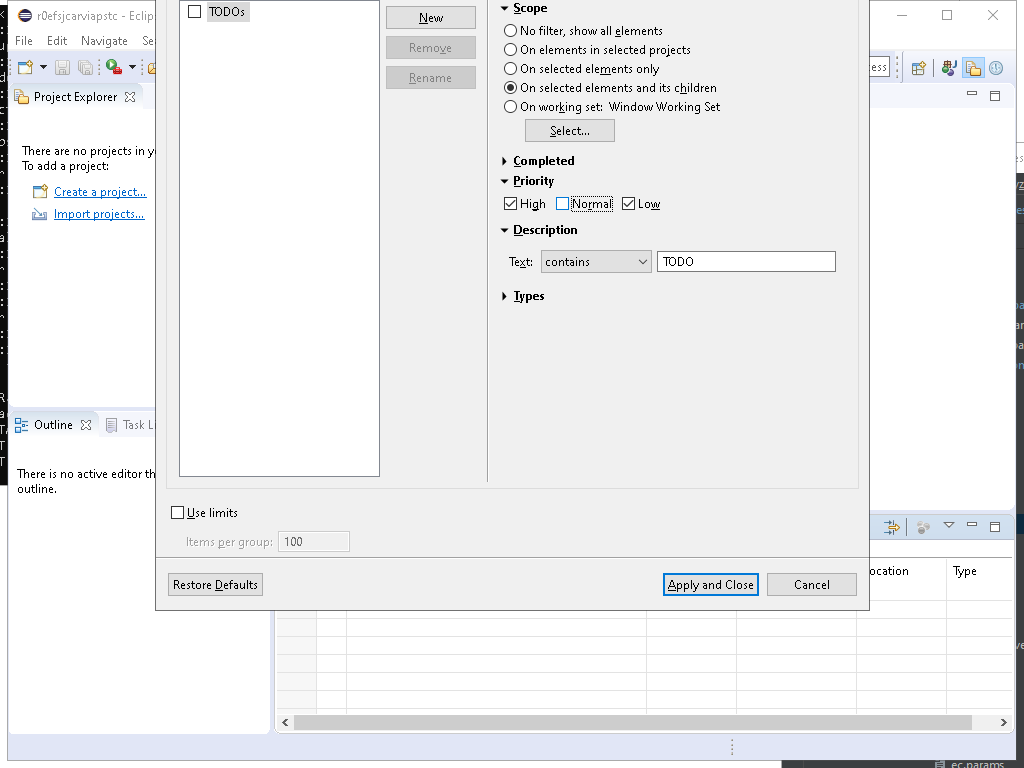 r0efsjcarviapstc - Eclip
File Edit Navigate Se
ess
Project Explorer
There are no projects in y
To add a project:
Create a project...
Import projects...
Outline
Task Li
There is no active editor th
outline.
TODOs
New
Remove
Rename
Scope
No filter, show all elements
On elements in selected projects
On selected elements only
On selected elements and its children
On working set: Window Working Set
Select...
Completed
Priority
High Normal Low
Description
Text: contains TODO
Types
Use limits
Items per group: 100
Restore Defaults Apply and Close Cancel
ocation Type
ec.params